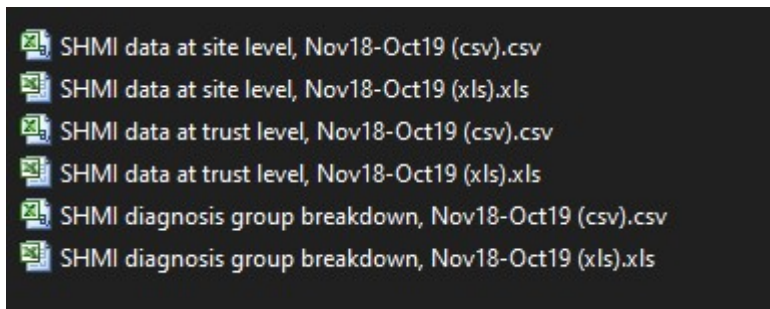 SHMI data at site level, Nov18-Oct19 (csv).csv
SHMI data at site level, Nov18-Oct19 (xls).xls
SHMI data at trust level, Nov18-Oct19 (csv).csv
SHMI data at trust level, Nov18-Oct19 (xls).xls
SHMI diagnosis group breakdown, Nov18-Oct19 (csv).csv
SHMI diagnosis group breakdown, Nov18-Oct19 (xls).xls